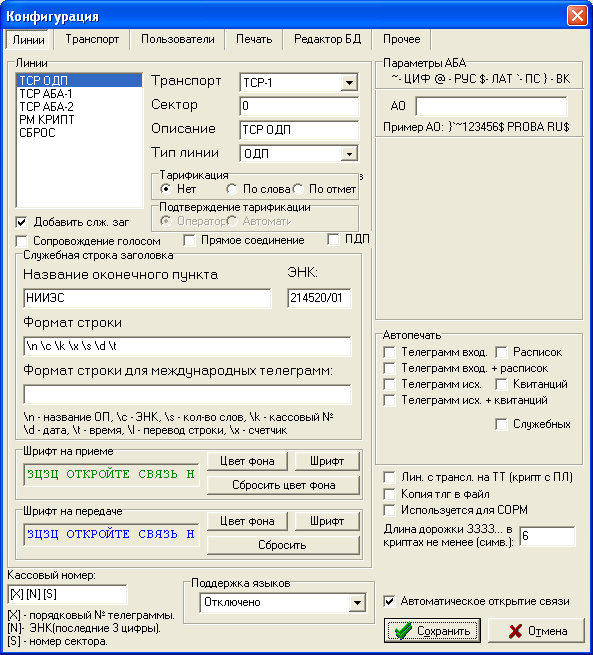 Конфигурация
Линии
Транспорт
Пользователи
Печать
Редактор БД
Прочее
Линии
TCP ОДП
TCP АБА-1
TCP АБА-2
РМ КРИПТ
СБРОС
Транспорт
TCP-1
Сектор
0
Описание
TCP ОДП
Тип линии
ОДП
Тарификация
Нет
По слова
По отмет
Подтверждение тарификации
Оператор
Автомати
Добавить слж. заг
Сопровождение голосом
Прямое соединение
ПДП
Служебная строка заголовка
Название оконечного пункта
ЭНК:
НИИЭС
214520/01
Формат строки
\n \c \k \x \s \d \t
Формат строки для международных телеграмм:
\n - название ОП, \c - ЭНК, \s - кол-во слов, \k - кассовый №
\d - дата, \t - время, \l - перевод строки, \x - счетчик
Шрифт на приеме
ЗЦЗЦ ОТКРОЙТЕ СВЯЗЬ Н
Цвет фона
Шрифт
Сбросить цвет фона
Шрифт на передаче
ЗЦЗЦ ОТКРОЙТЕ СВЯЗЬ Н
Цвет фона
Шрифт
Сбросить
Параметры АБА
~- ЦИФ @ - РУС $- ЛАТ `- ПС } - ВК
АО
Пример АО: }`~123456$ PROBA RU$
Автопечать
Телеграмм вход.
Расписок
Телеграмм вход. + расписок
Телеграмм исх.
Квитанций
Телеграмм исх. + квитанций
Служебных
Лин. с трансл. на ТТ (крипт с ПЛ)
Копия тлг в файл
Используется для СОРМ
Длина дорожки 3333... в
криптах не менее (симв.):
6
Кассовый номер:
[X] [N] [S]
[X] - порядковый № телеграммы.
[N]- ЭНК(последние 3 цифры).
[S] - номер сектора.
Поддержка языков
Отключено
Автоматическое открытие связи
Сохранить
Отмена